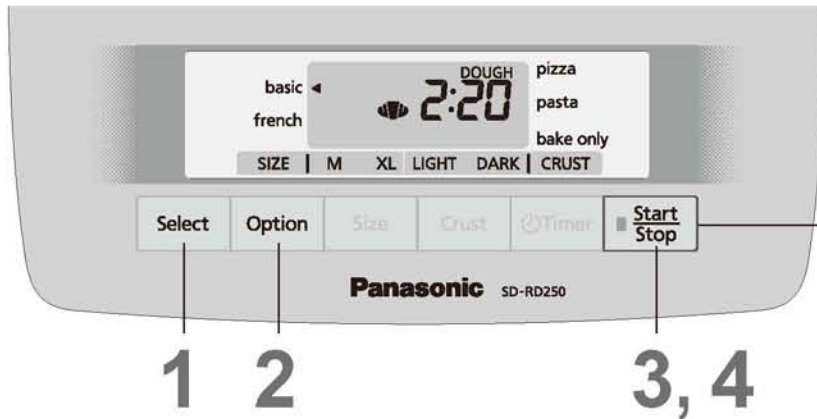 DOUGH
basic
2:20
french
pizza
pasta
bake only
SIZE M XL LIGHT DARK CRUST
Select Option Size Crust Timer Start
Stop
Panasonic SD-RD250
1 2 3, 4